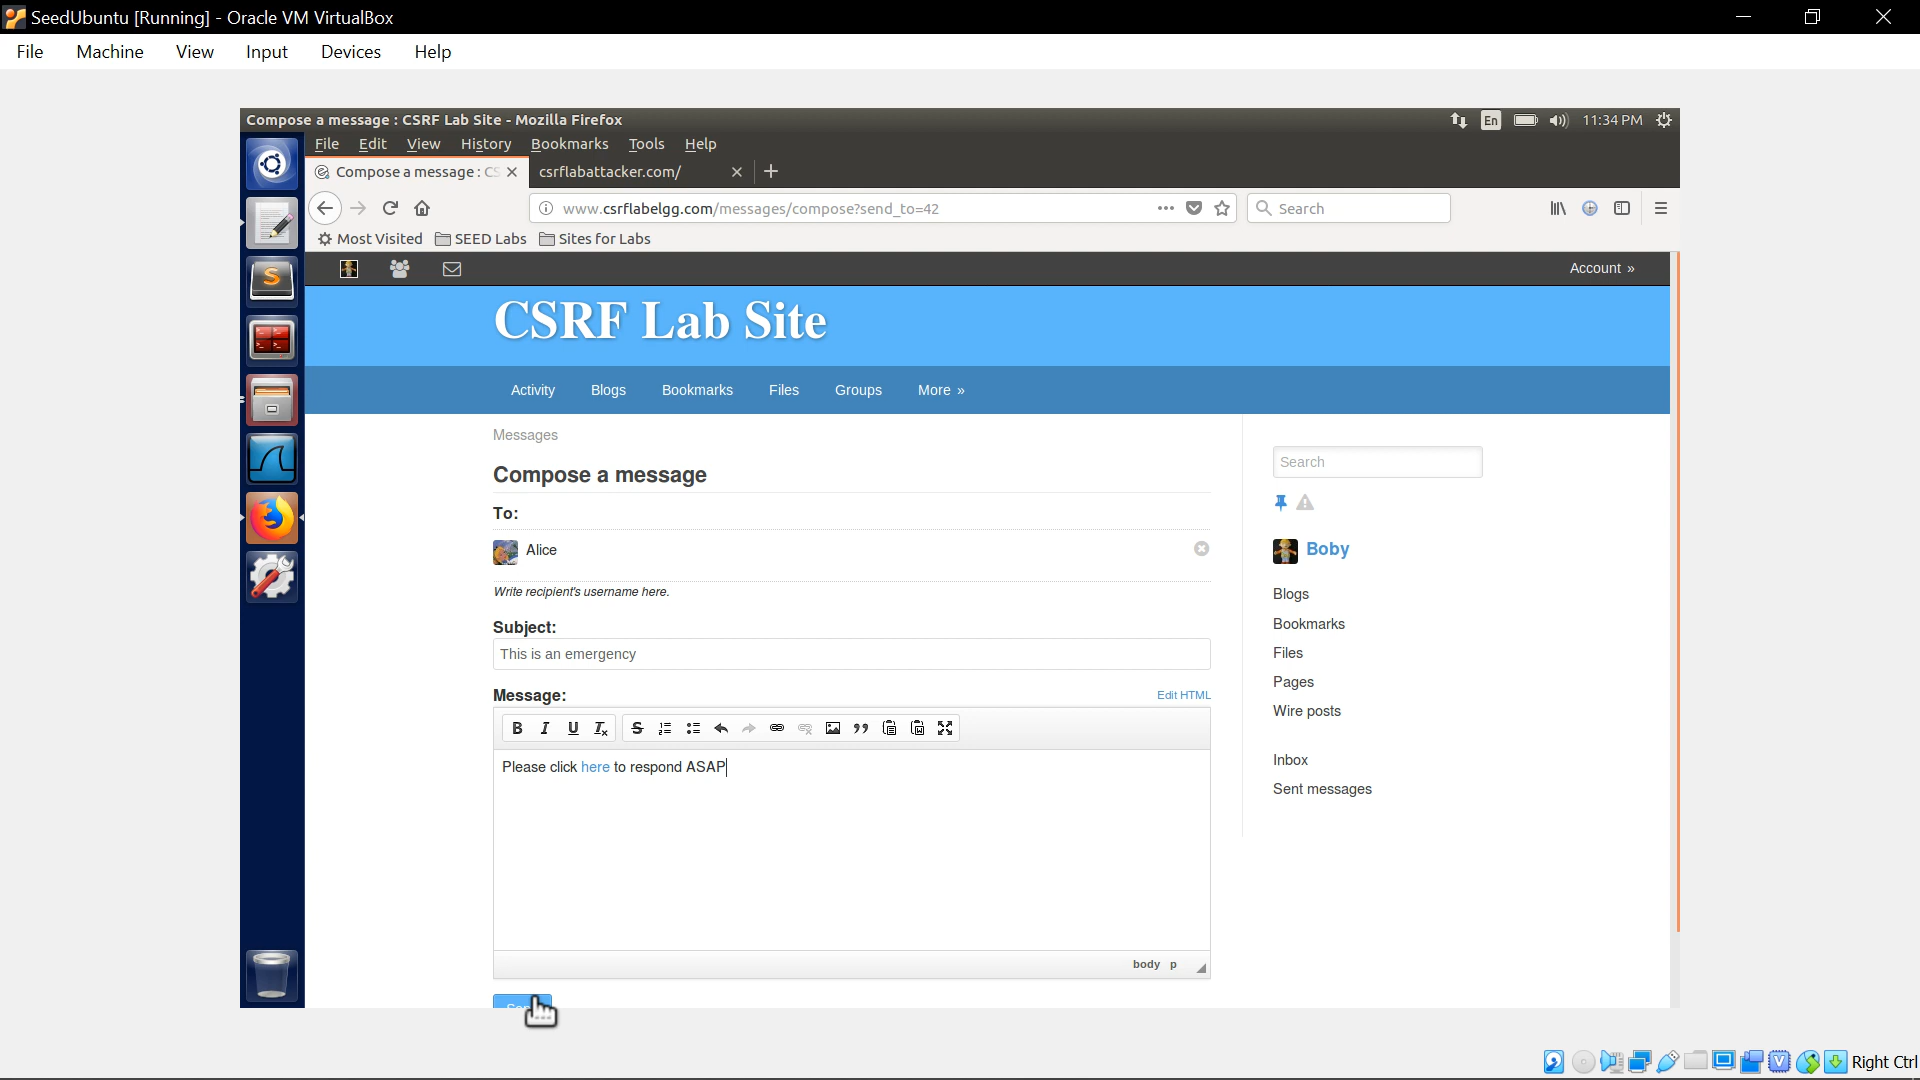 SeedUbuntu [Running] - Oracle VM VirtualBox
File Machine View Input Devices Help
Compose a message : CSRF Lab Site - Mozilla Firefox
En 11:34 PM
File Edit View History Bookmarks Tools Help
Compose a message : CS csrflabattacker.com/
www.csrflabelgg.com/messages/compose?send_to=42
Search
Most Visited SEED Labs Sites for Labs
Account »
CSRF Lab Site
Activity Blogs Bookmarks Files Groups More »
Messages
Compose a message
To:
Alice
Write recipient's username here.
Subject:
This is an emergency
Message:
Edit HTML
Please click here to respond ASAP
body p
Search
Boby
Blogs
Bookmarks
Files
Pages
Wire posts
Inbox
Sent messages
Right Ctrl